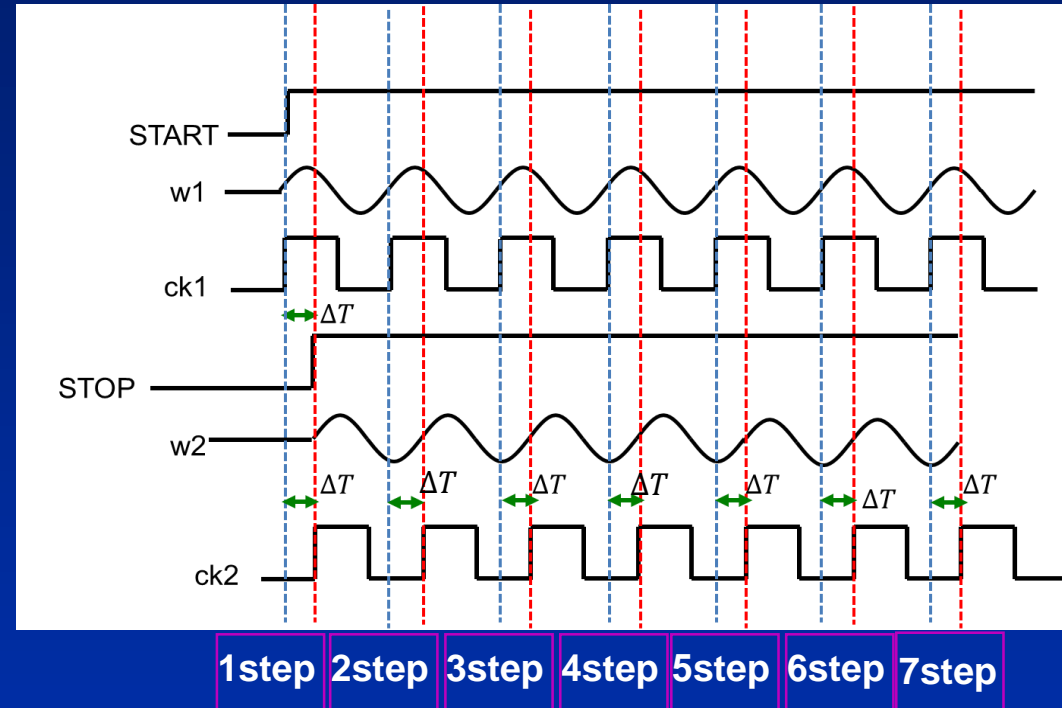 START
w1
ck1
ΔT
STOP
w2
ΔT ΔT ΔT ΔT ΔT ΔT ΔT
ck2
1step 2step 3step 4step 5step 6step 7step